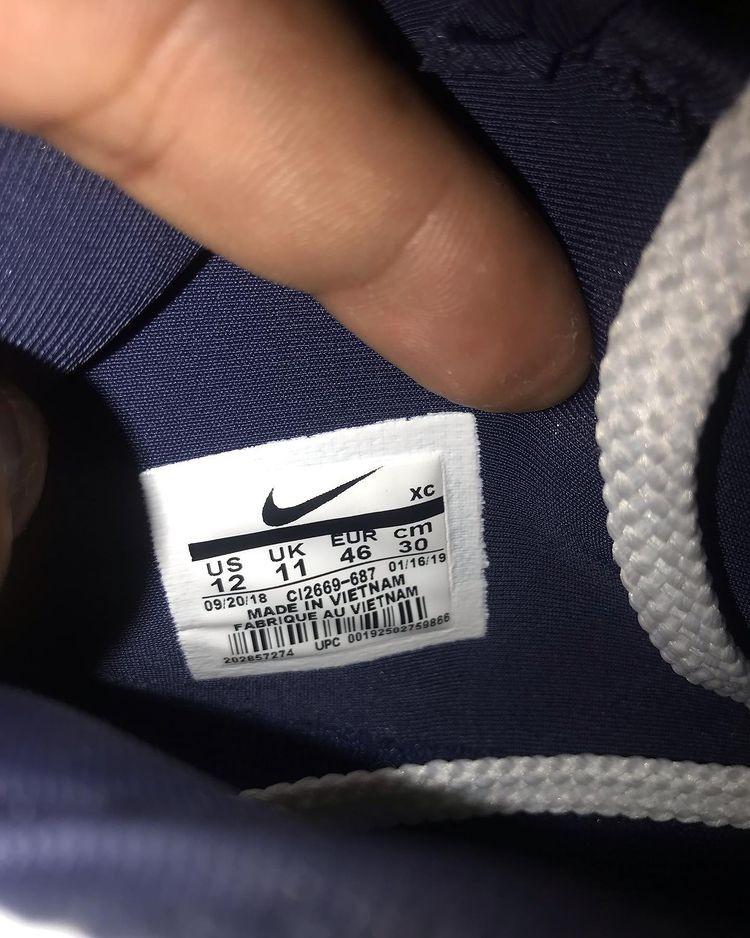 XC
US UK EUR cm
12 11 46 30
09/20/18 CI2669-687 01/16/19
MADE IN VIETNAM
FABRIQUE AU VIETNAM
202857274 UPC 00192502759866